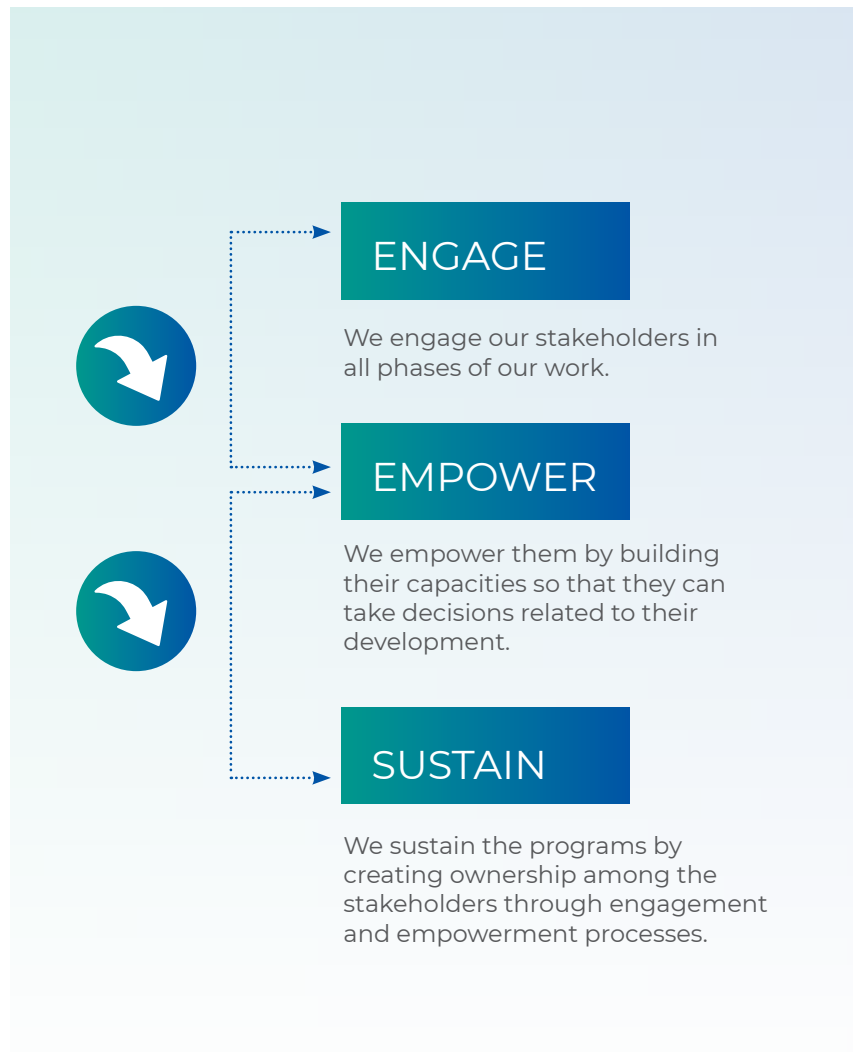 ENGAGE
We engage our stakeholders in
all phases of our work.
EMPOWER
We empower them by building
their capacities so that they can
take decisions related to their
development.
SUSTAIN
We sustain the programs by
creating ownership among the
stakeholders through engagement
and empowerment processes.